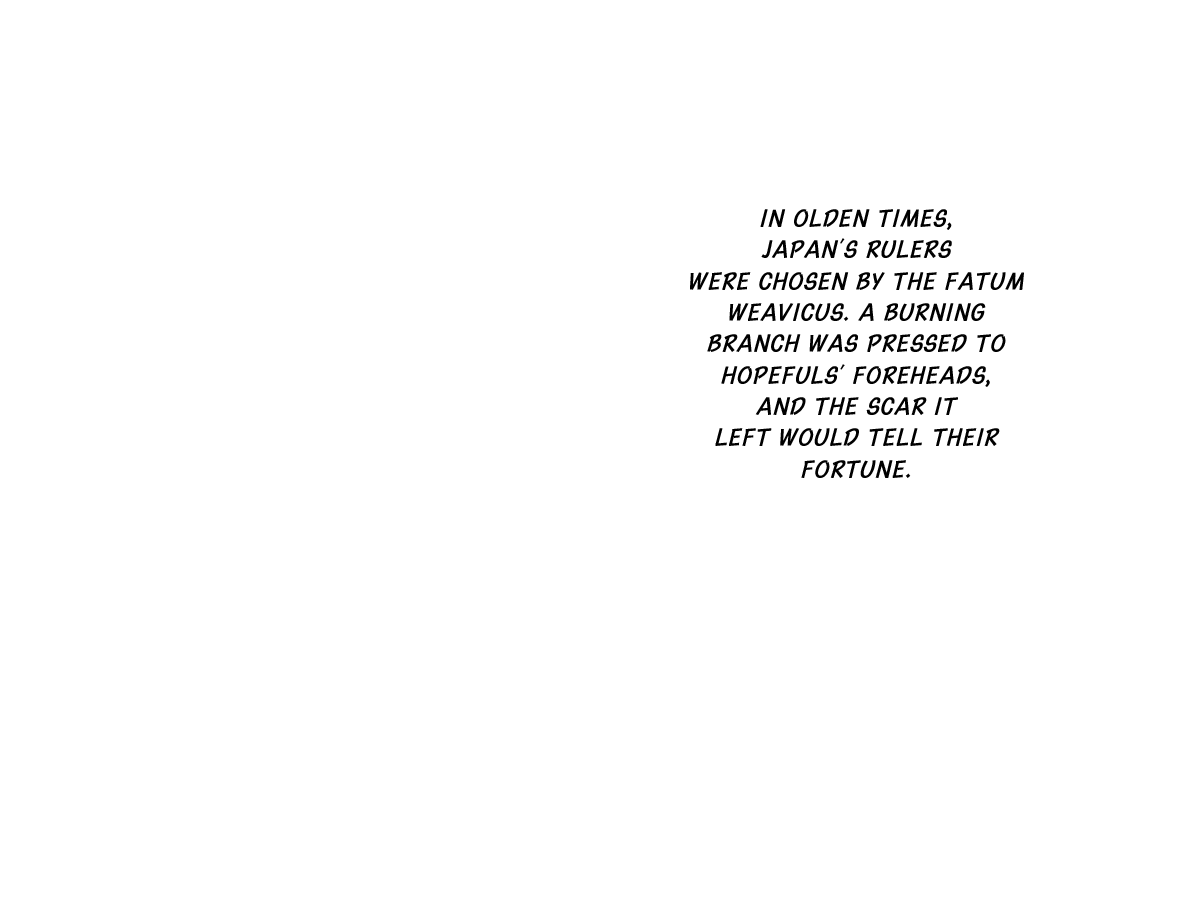 IN OLDEN TIMES,
JAPAN'S RULERS
WERE CHOSEN BY THE FATUM
WEAVICUS. A BURNING
BRANCH WAS PRESSED TO
HOPEFULS' FOREHEADS,
AND THE SCAR IT
LEFT WOULD TELL THEIR
FORTUNE.